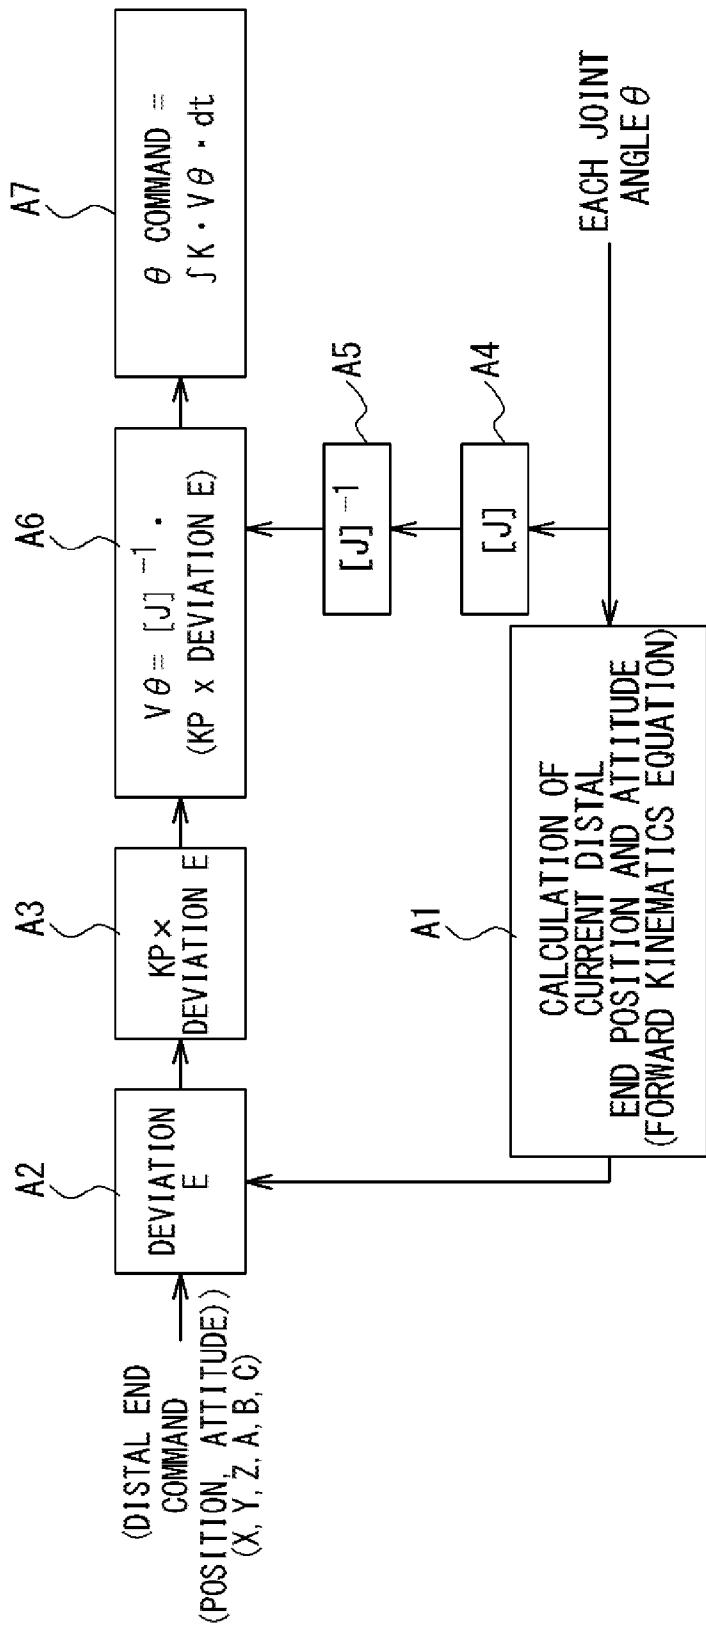 (DISTAL END
COMMAND
(POSITION, ATTITUDE))
(X, Y, Z, A, B, C)
A2
DEVIATION
E
A3
KP×
DEVIATION E
A6
Vθ= [J]⁻¹ ·
(KP x DEVIATION E)
A7
θ COMMAND =
∫K · Vθ · dt
A5
[J]⁻¹
A4
[J]
A1
CALCULATION OF
CURRENT DISTAL
END POSITION AND ATTITUDE
(FORWARD KINEMATICS EQUATION)
EACH JOINT
ANGLE θ